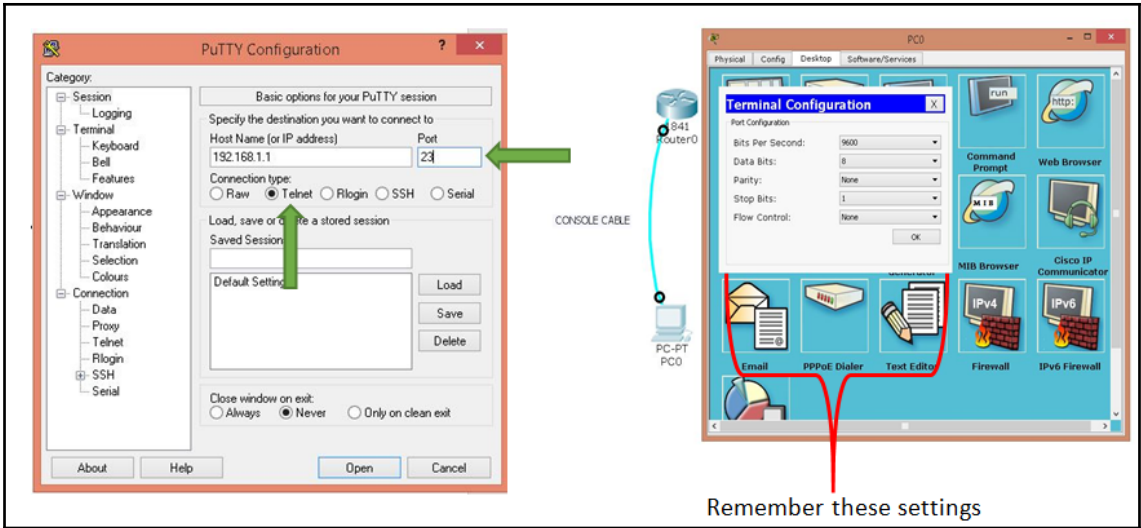 PuTTY Configuration
?
×
Category:
Session
Logging
Terminal
Keyboard
Bell
Features
Window
Appearance
Behaviour
Translation
Selection
Colours
Connection
Data
Proxy
Telnet
Rlogin
SSH
Serial
Basic options for your PuTTY session
Specify the destination you want to connect to
Host Name (or IP address) Port
192.168.1.1 23
Connection type:
Raw Telnet Rlogin SSH Serial
Load, save or a stored session
Saved Session
Default Setting
Load
Save
Delete
Close window on exit:
Always Never Only on clean exit
About Help Open Cancel
CONSOLE CABLE
1841
Router0
PC-PT
PC0
PC0
Physical Config Desktop Software/Services
Terminal Configuration X
Port Configuration
Bits Per Second: 9600
Data Bits: 8
Parity: None
Stop Bits: 1
Flow Control: None
OK
run
http:
Command
Prompt
Web Browser
MIB
MIB Browser
Cisco IP
Communicator
Generator
IPv4
IPv6
Email
PPPoE Dialer
Text Editor
Firewall
IPv6 Firewall
Remember these settings